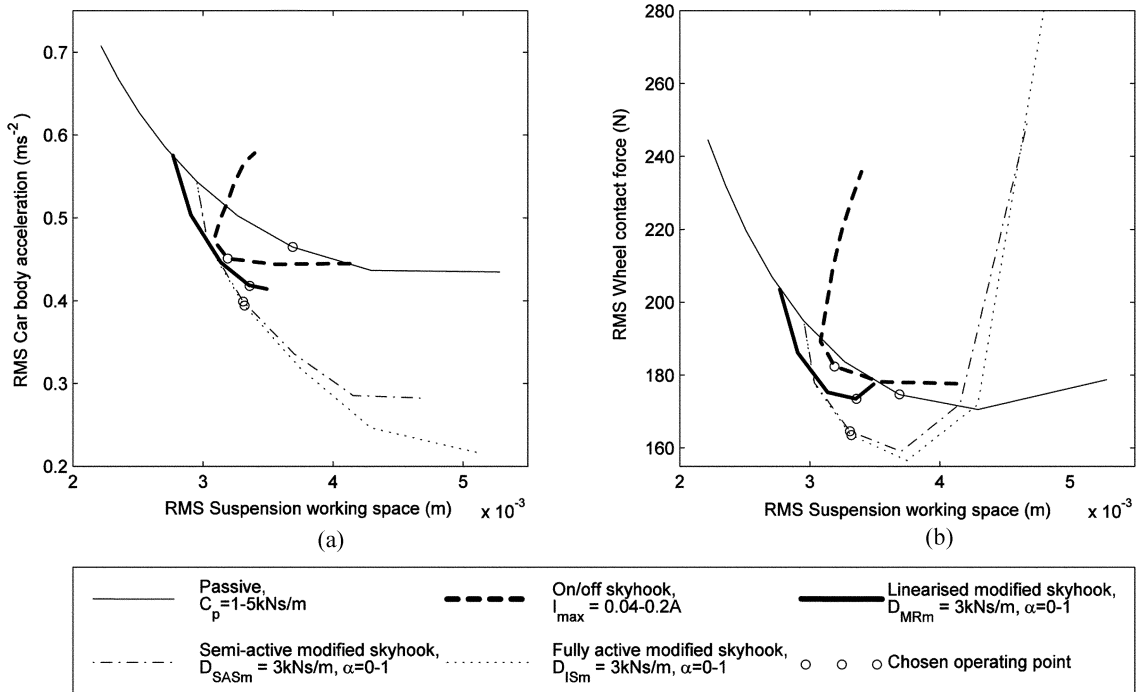 0.7
0.6
0.5
0.4
0.3
0.2
RMS Car body acceleration (ms-2)
2
3
4
5
RMS Suspension working space (m)
x 10-3
(a)
280
260
240
220
200
180
160
RMS Wheel contact force (N)
2
3
4
5
RMS Suspension working space (m)
x 10-3
(b)
Passive,
Cp=1-5kNs/m
On/off skyhook,
Imax = 0.04-0.2A
Linearised modified skyhook,
DMRm = 3kNs/m, α=0-1
Semi-active modified skyhook,
DSASm = 3kNs/m, α=0-1
Fully active modified skyhook,
DISm = 3kNs/m, α=0-1
Chosen operating point